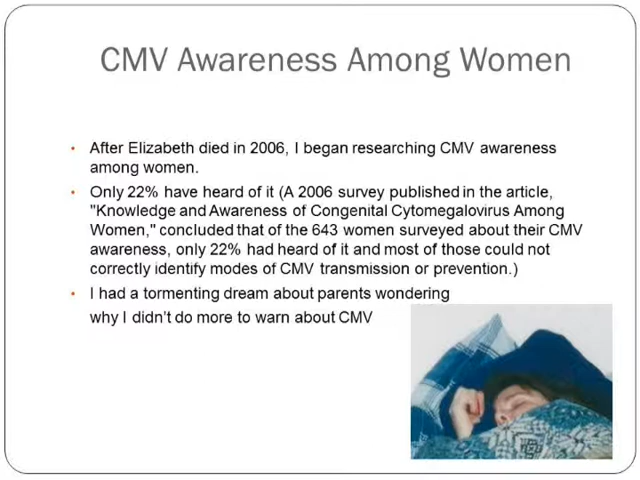 CMV Awareness Among Women
• After Elizabeth died in 2006, I began researching CMV awareness
among women.
• Only 22% have heard of it (A 2006 survey published in the article,
"Knowledge and Awareness of Congenital Cytomegalovirus Among
Women," concluded that of the 643 women surveyed about their CMV
awareness, only 22% had heard of it and most of those could not
correctly identify modes of CMV transmission or prevention.)
• I had a tormenting dream about parents wondering
why I didn't do more to warn about CMV